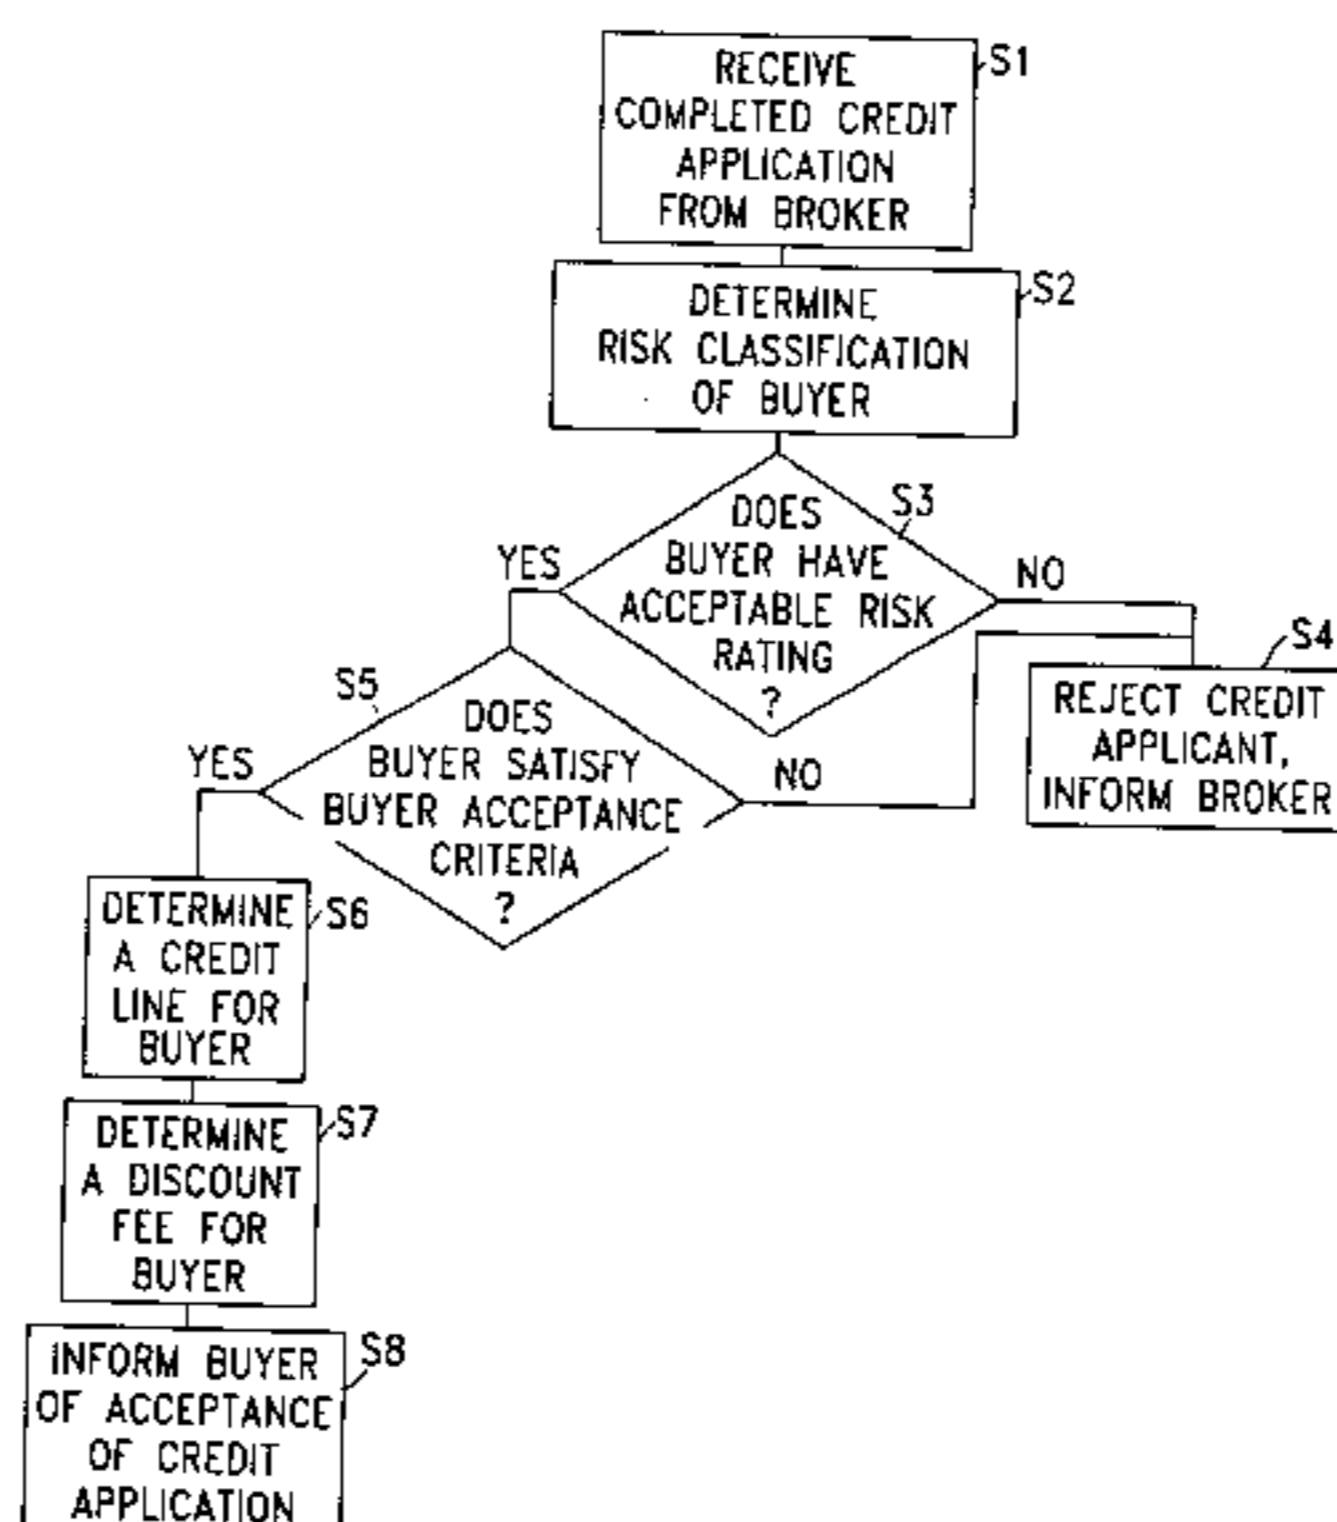 RECEIVE
COMPLETED CREDIT
APPLICATION
FROM BROKER
S1
DETERMINE
RISK CLASSIFICATION
OF BUYER
S2
DOES
BUYER HAVE
ACCEPTABLE RISK
RATING
?
S3
YES
NO
REJECT CREDIT
APPLICANT,
INFORM BROKER
S4
DOES
BUYER SATISFY
BUYER ACCEPTANCE
CRITERIA
?
S5
YES
NO
DETERMINE
A CREDIT
LINE FOR
BUYER
S6
DETERMINE
A DISCOUNT
FEE FOR
BUYER
S7
INFORM BUYER
OF ACCEPTANCE
OF CREDIT
APPLICATION
S8